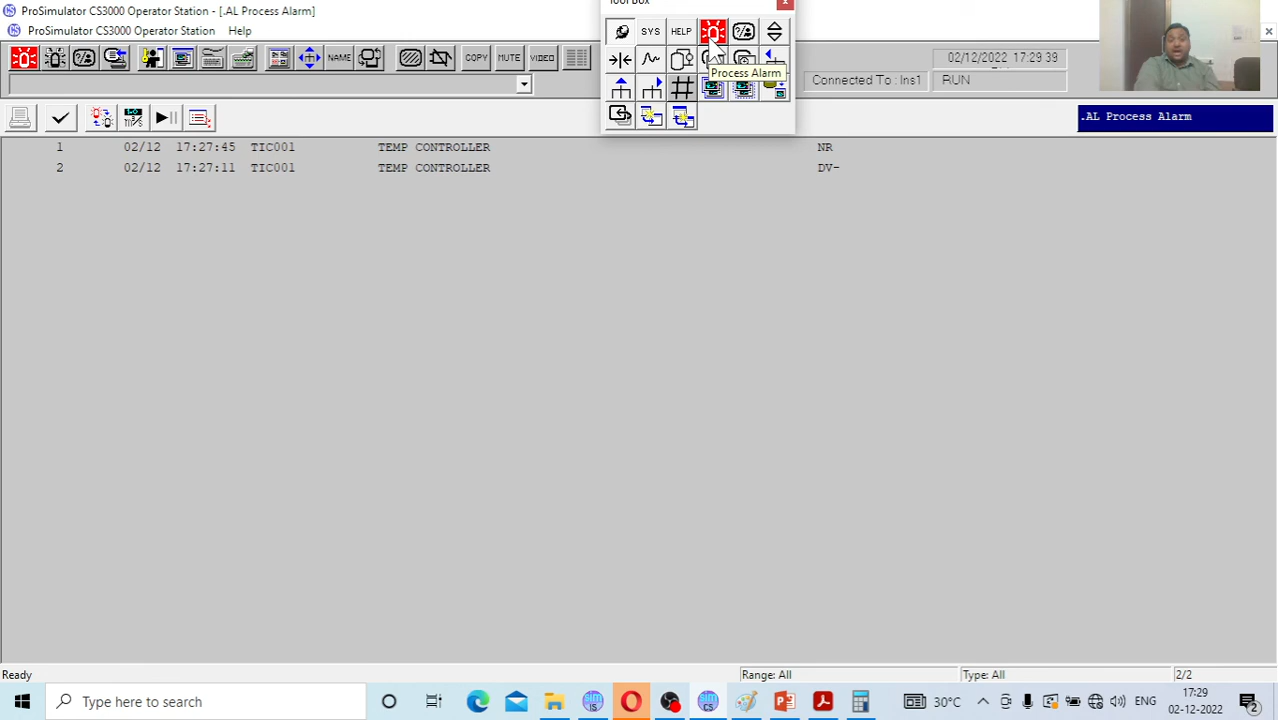 ProSimulator CS3000 Operator Station - [.AL Process Alarm]
ProSimulator CS3000 Operator Station Help
Tool Box
SYS HELP
Process Alarm
NAME COPY MUTE VIDEO
02/12/2022 17:29:39
Connected To : Ins1 RUN
.AL Process Alarm
1 02/12 17:27:45 TIC001 TEMP CONTROLLER NR
2 02/12 17:27:11 TIC001 TEMP CONTROLLER DV-
Ready Range: All Type: All 2/2
Type here to search
30°C ENG 17:29
02-12-2022 2